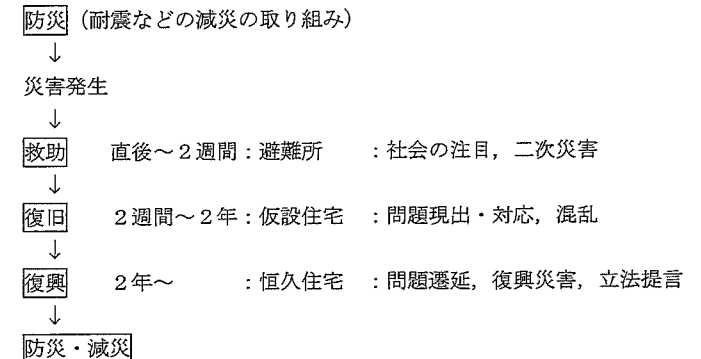 防災（耐震などの減災の取り組み）
↓
災害発生
↓
救助　直後～２週間：避難所　：社会の注目，二次災害
↓
復旧　２週間～２年：仮設住宅　：問題現出・対応，混乱
↓
復興　２年～　：恒久住宅　：問題遷延，復興災害，立法提言
↓
防災・減災